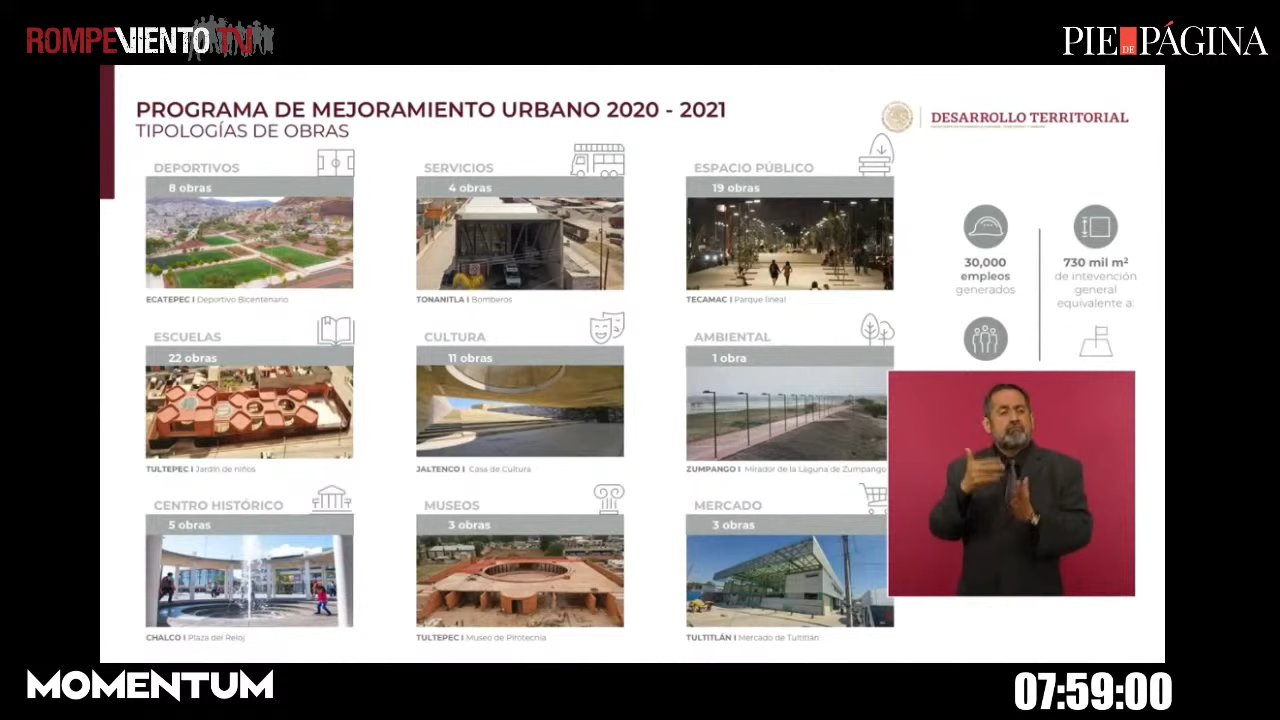 ROMPEVIENTO TV
PIE DE PÁGINA
PROGRAMA DE MEJORAMIENTO URBANO 2020 - 2021
TIPOLOGÍAS DE OBRAS
DESARROLLO TERRITORIAL
DEPORTIVOS
8 obras
ECATEPEC I Deportivo Bicentenario
SERVICIOS
4 obras
TONANITLA I Bomberos
ESPACIO PÚBLICO
19 obras
TECAMAC I Parque lineal
30,000
empleos
generados
730 mil m²
de intevención
general
equivalente a:
ESCUELAS
22 obras
TULTEPEC I Jardín de niños
CULTURA
11 obras
JALTENCO I Casa de Cultura
AMBIENTAL
1 obra
ZUMPANGO I Mirador de la Laguna de Zumpango
CENTRO HISTÓRICO
5 obras
CHALCO I Plaza del Reloj
MUSEOS
3 obras
TULTEPEC I Museo de Pirotecnia
MERCADO
3 obras
TULTITLÁN I Mercado de Tultitlán
MOMENTUM
07:59:00